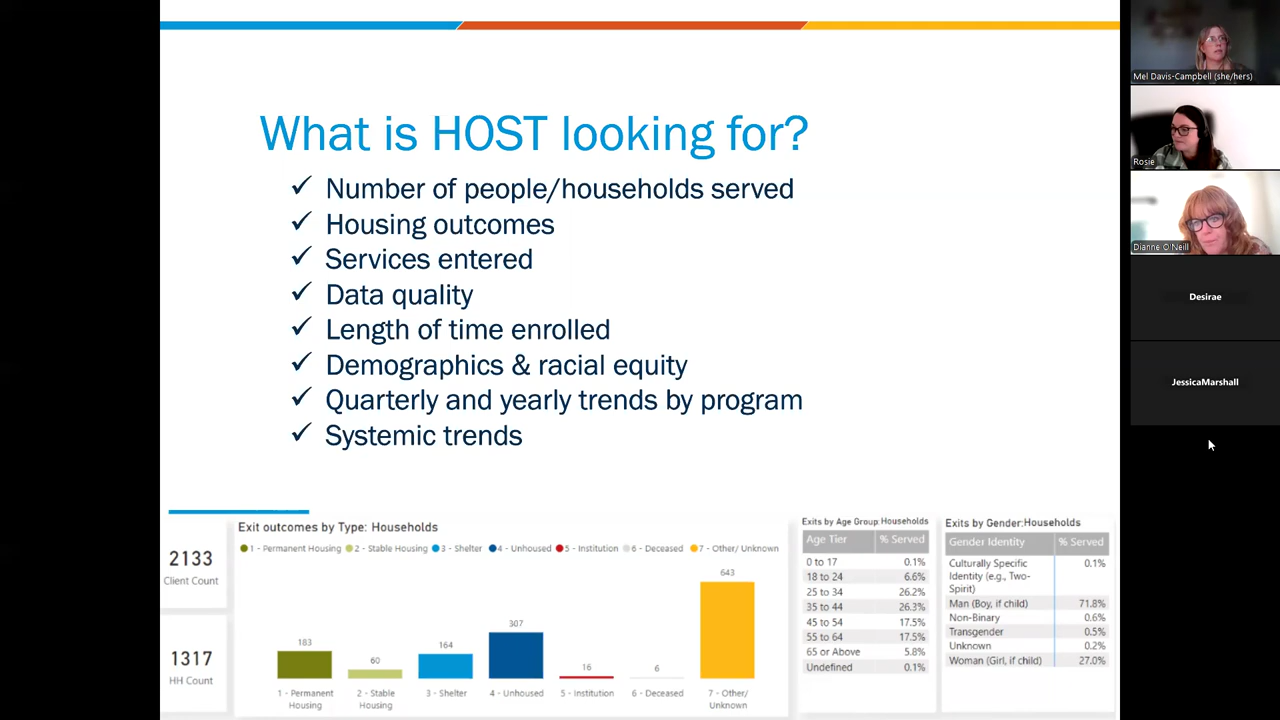 What is HOST looking for?
✓ Number of people/households served
✓ Housing outcomes
✓ Services entered
✓ Data quality
✓ Length of time enrolled
✓ Demographics & racial equity
✓ Quarterly and yearly trends by program
✓ Systemic trends
2133
Client Count
1317
HH Count
Exit outcomes by Type: Households
1 - Permanent Housing 2 - Stable Housing 3 - Shelter 4 - Unhoused 5 - Institution 6 - Deceased 7 - Other/ Unknown
183
60
164
307
16
6
643
1 - Permanent
Housing
2 - Stable
Housing
3 - Shelter
4 - Unhoused
5 - Institution
6 - Deceased
7 - Other/
Unknown
Exits by Age Group: Households
Age Tier % Served
0 to 17 0.1%
18 to 24 6.6%
25 to 34 26.2%
35 to 44 26.3%
45 to 54 17.5%
55 to 64 17.5%
65 or Above 5.8%
Undefined 0.1%
Exits by Gender:Households
Gender Identity % Served
Culturally Specific 0.1%
Identity (e.g., Two-
Spirit)
Man (Boy, if child) 71.8%
Non-Binary 0.6%
Transgender 0.5%
Unknown 0.2%
Woman (Girl, if child) 27.0%
Mel Davis-Campbell (she/hers)
Rosie
Dianne O'Neill
Desirae
JessicaMarshall